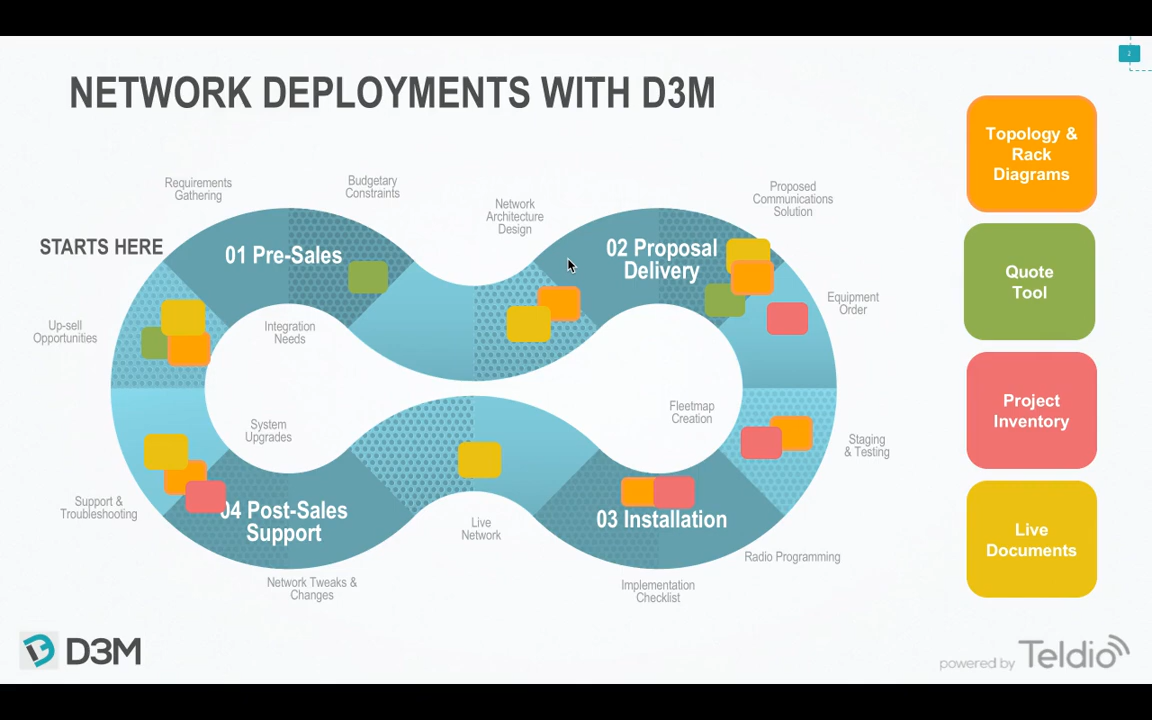 2
NETWORK DEPLOYMENTS WITH D3M
Requirements
Gathering
Budgetary
Constraints
Network
Architecture
Design
Proposed
Communications
Solution
STARTS HERE
01 Pre-Sales
02 Proposal
Delivery
Equipment
Order
Up-sell
Opportunities
Integration
Needs
System
Upgrades
Fleetmap
Creation
Staging
& Testing
Support &
Troubleshooting
04 Post-Sales
Support
Live
Network
03 Installation
Radio Programming
Network Tweaks &
Changes
Implementation
Checklist
Topology &
Rack
Diagrams
Quote
Tool
Project
Inventory
Live
Documents
D3M
powered by Teldio